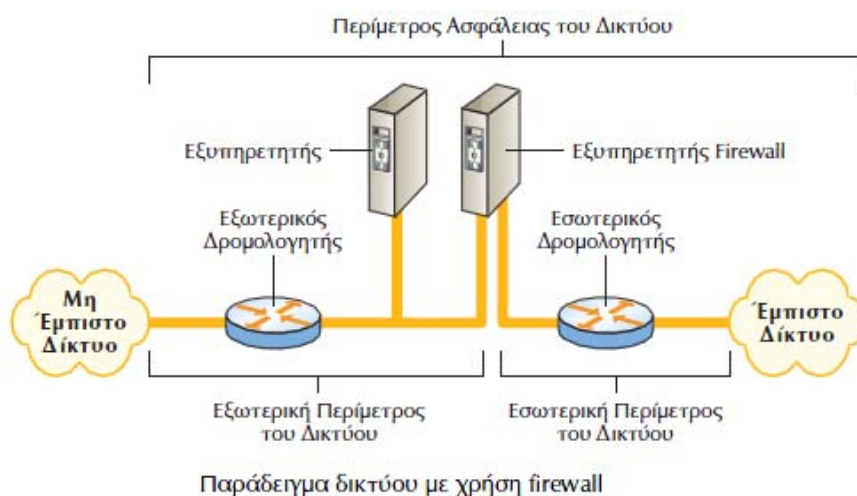 Περίμετρος Ασφάλειας του Δικτύου
Εξυπηρετητής
Εξυπηρετητής Firewall
Εξωτερικός
Δρομολογητής
Εσωτερικός
Δρομολογητής
Μη
Έμπιστο
Δίκτυο
Έμπιστο
Δίκτυο
Εξωτερική Περίμετρος
του Δικτύου
Εσωτερική Περίμετρος
του Δικτύου
Παράδειγμα δικτύου με χρήση firewall